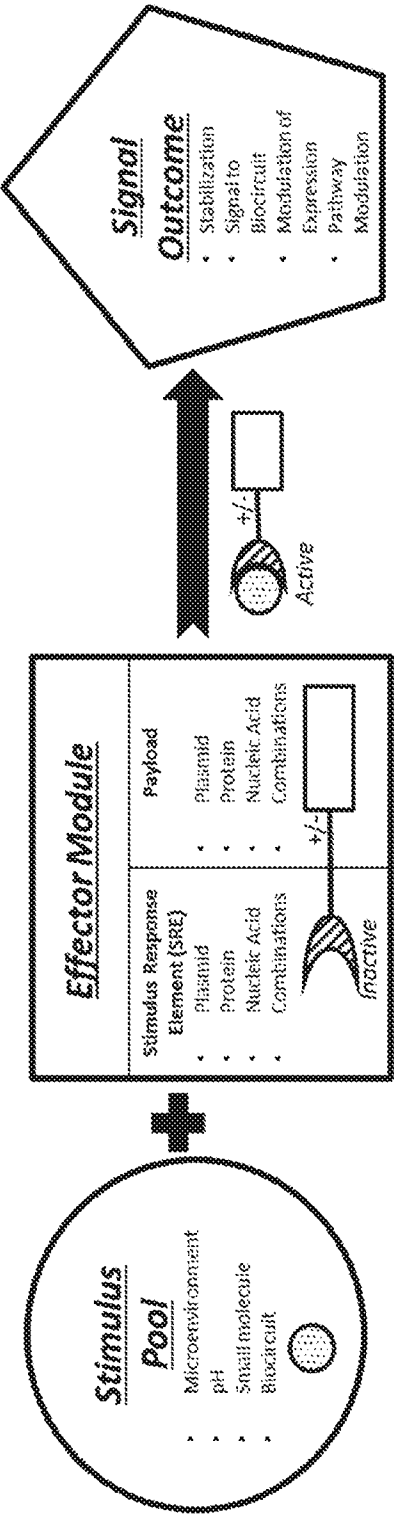 Stimulus
Pool
• Microenvironment
• pH
• Small molecule
• Biocircuit
+
Effector Module
Stimulus Response
Element (SRE)
• Plasmid
• Protein
• Nucleic Acid
• Combinations
Inactive
+/-
Payload
• Plasmid
• Protein
• Nucleic Acid
• Combinations
+/-
Active
Signal
Outcome
• Stabilization
• Signal to
Biocircuit
• Modulation of
Expression
• Pathway
Modulation